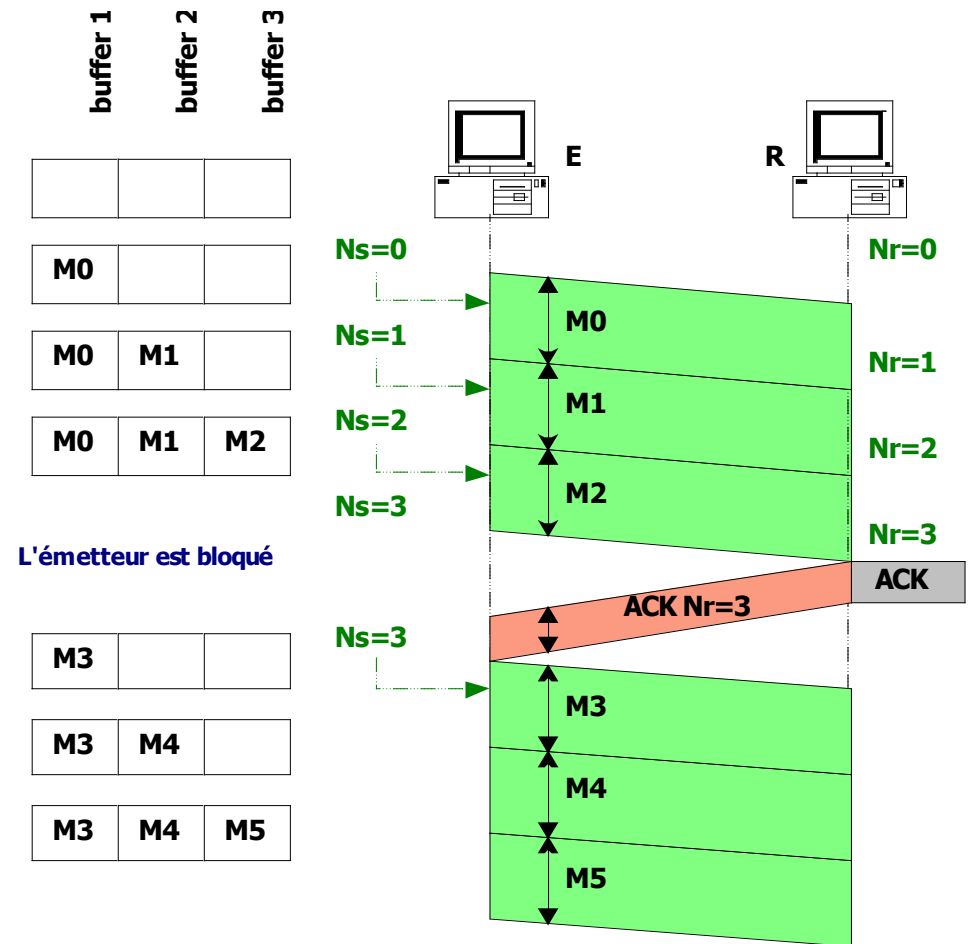 buffer 1
buffer 2
buffer 3
E
R
Ns=0
Nr=0
M0
M0
Ns=1
M0 M1
Nr=1
M1
Ns=2
M0 M1 M2
Nr=2
M2
Ns=3
Nr=3
L'émetteur est bloqué
ACK
ACK Nr=3
Ns=3
M3
M3
M3 M4
M4
M3 M4 M5
M5